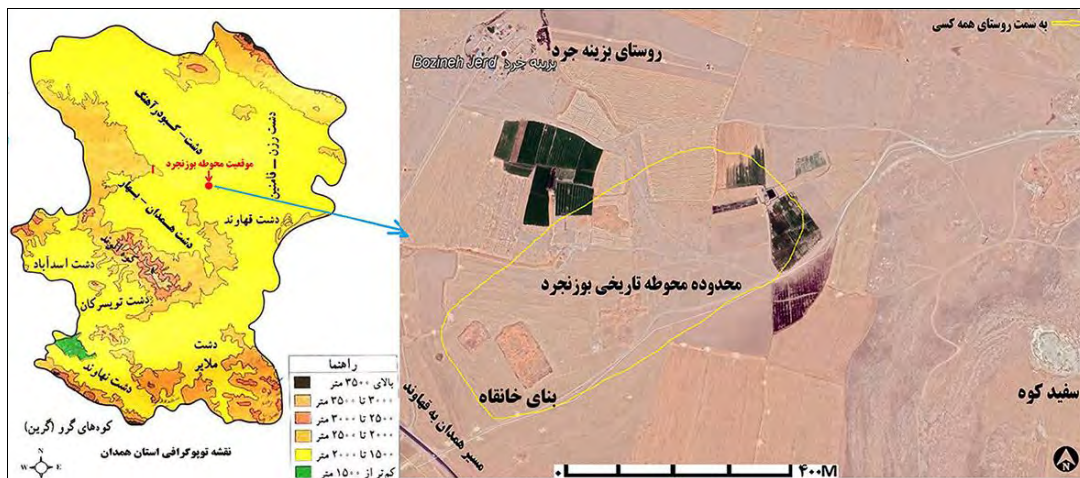 دشت - کبودرآهنگ
دشت رزن - فامنین
موقعیت محوطه بوزنجرد
دشت همدان - بهار
دشت قهاوند
دشت اسدآباد
دشت تویسرکان
دشت
ملایر
دشت نهاوند
کوه‌های گرو (گرین)
نقشه توپوگرافی استان همدان
N
W
E
S
راهنما
بالای ۳۵۰۰ متر
۳۰۰۰ تا ۳۵۰۰ متر
۲۵۰۰ تا ۳۰۰۰ متر
۲۰۰۰ تا ۲۵۰۰ متر
۱۵۰۰ تا ۲۰۰۰ متر
کم‌تر از ۱۵۰۰ متر
به سمت روستای همه کسی
روستای بزینه جرد
Bozineh Jerd بزینه جرد
محدوده محوطه تاریخی بوزنجرد
بنای خانقاه
سفید کوه
مسیر همدان به قهاوند
۰
۴۰۰M
N